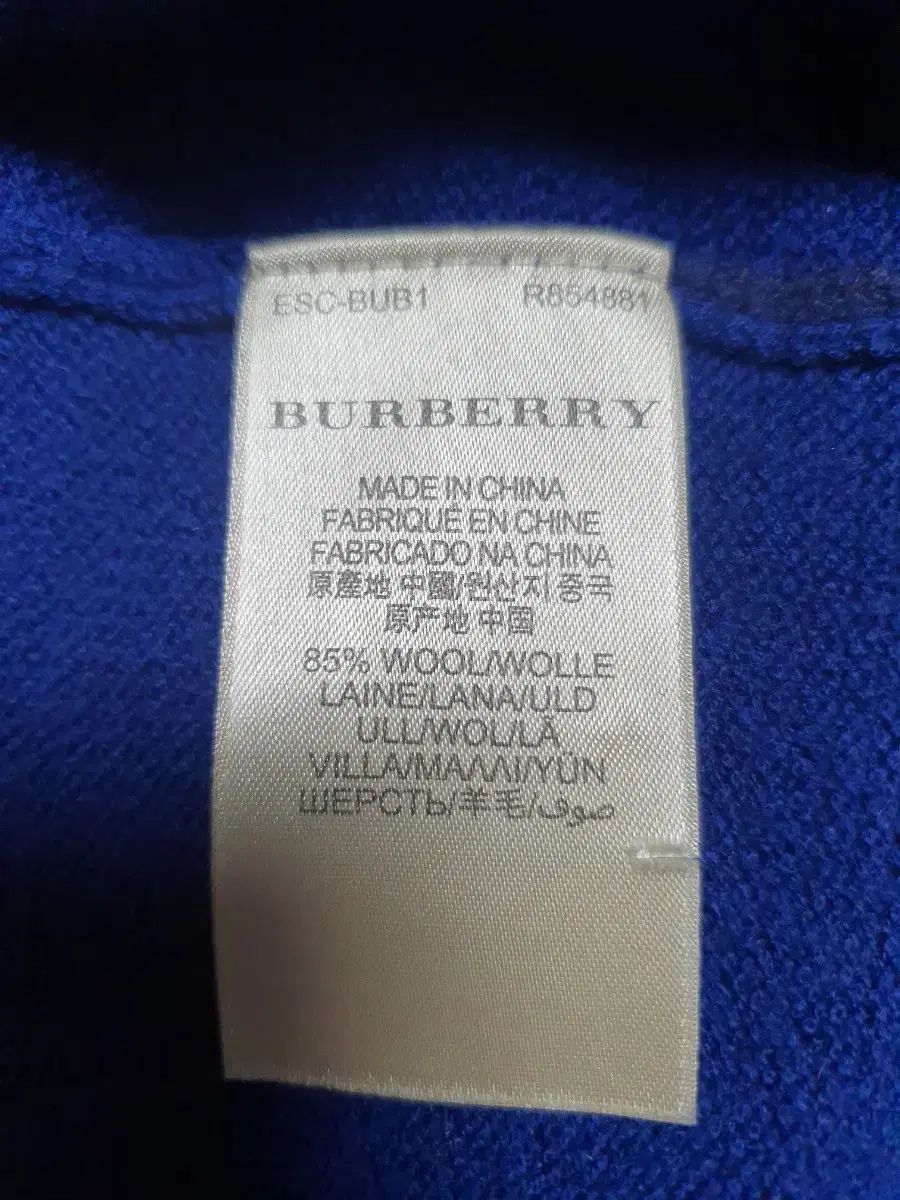 ESC-BUB1 R854881
BURBERRY
MADE IN CHINA
FABRIQUE EN CHINE
FABRICADO NA CHINA
原產地 中國/원산지 중국
原产地 中国
85% WOOL/WOLLE
LAINE/LANA/ULD
ULL/WOL/LÃ
VILLA/ΜΑΛΛΙ/YÜN
ШЕРСТЬ/羊毛/صوف